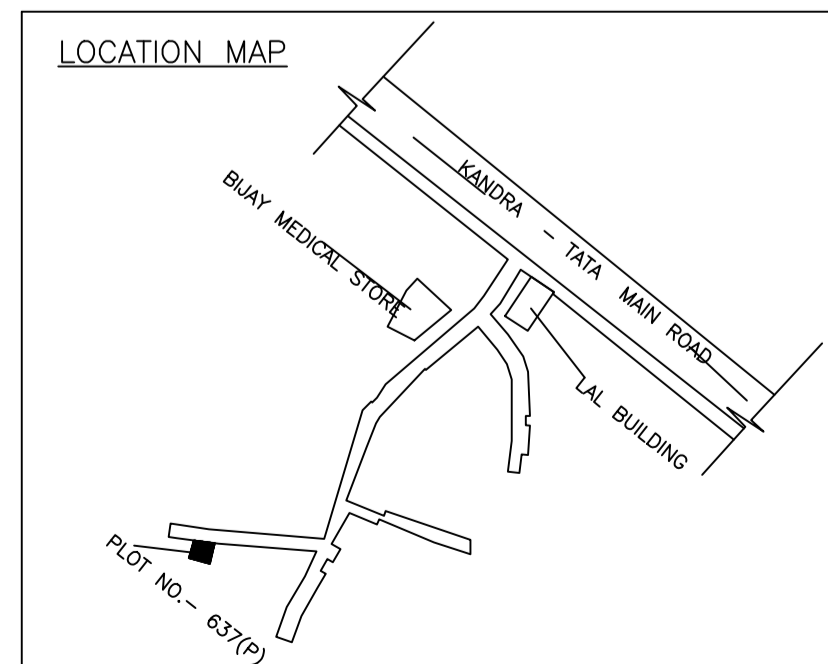 LOCATION MAP
KANDRA - TATA MAIN ROAD
BIJAY MEDICAL STORE
LAL BUILDING
PLOT NO.- 637(P)